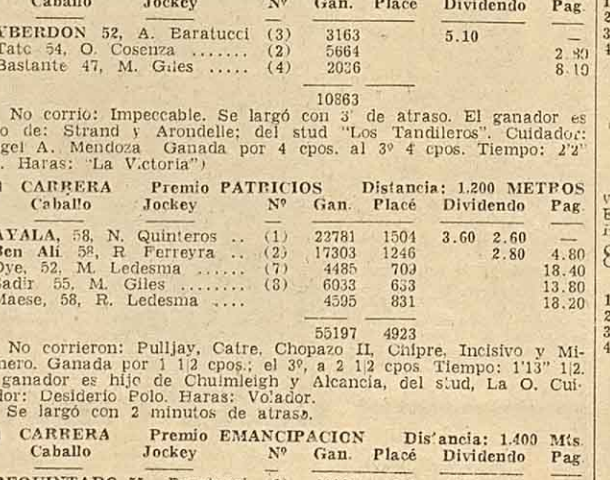 Caballo Jockey Nº Gan. Placé Dividendo Pag.
YBERDON 52, A. Baratucci (3) 3163 5.10 —
Tatc 54, O. Cosenza ....... (2) 5664 2.80
Bastante 47, M. Giles ..... (4) 2036 8.10
10863
No corrio: Impeccable. Se largó con 3' de atraso. El ganador es
o de: Strand y Arondelle; del stud "Los Tandileros". Cuidador:
gel A. Mendoza Ganada por 4 cpos. al 3º 4 cpos. Tiempo: 2'2"
. Haras: "La Victoria")
CARRERA Premio PATRICIOS Distancia: 1.200 METROS
Caballo Jockey Nº Gan. Placé Dividendo Pag.
AYALA, 58, N. Quinteros .. (1) 22781 1504 3.60 2.60 —
Ben Alí 58, R Ferreyra .. (2) 17303 1246 2.80 4.80
Oye, 52, M. Ledesma ...... (7) 4485 709 18.40
Sadir 55, M. Giles ........ (8) 6033 633 13.80
Maese, 58, R. Ledesma .... 4595 831 18.20
55197 4923
No corrieron: Pulljay, Catre, Chopazo II, Chipre, Incisivo y Mi-
nero. Ganada por 1 1|2 cpos.; el 3º, a 2 1|2 cpos Tiempo: 1'13" 1|2.
ganador es hijo de Chulmleigh y Alcancía, del stud, La O. Cui-
dor: Desiderio Polo. Haras: Volador.
Se largó con 2 minutos de atraso.
CARRERA Premio EMANCIPACION Distancia: 1.400 Mts.
Caballo Jockey Nº Gan. Placé Dividendo Pag.